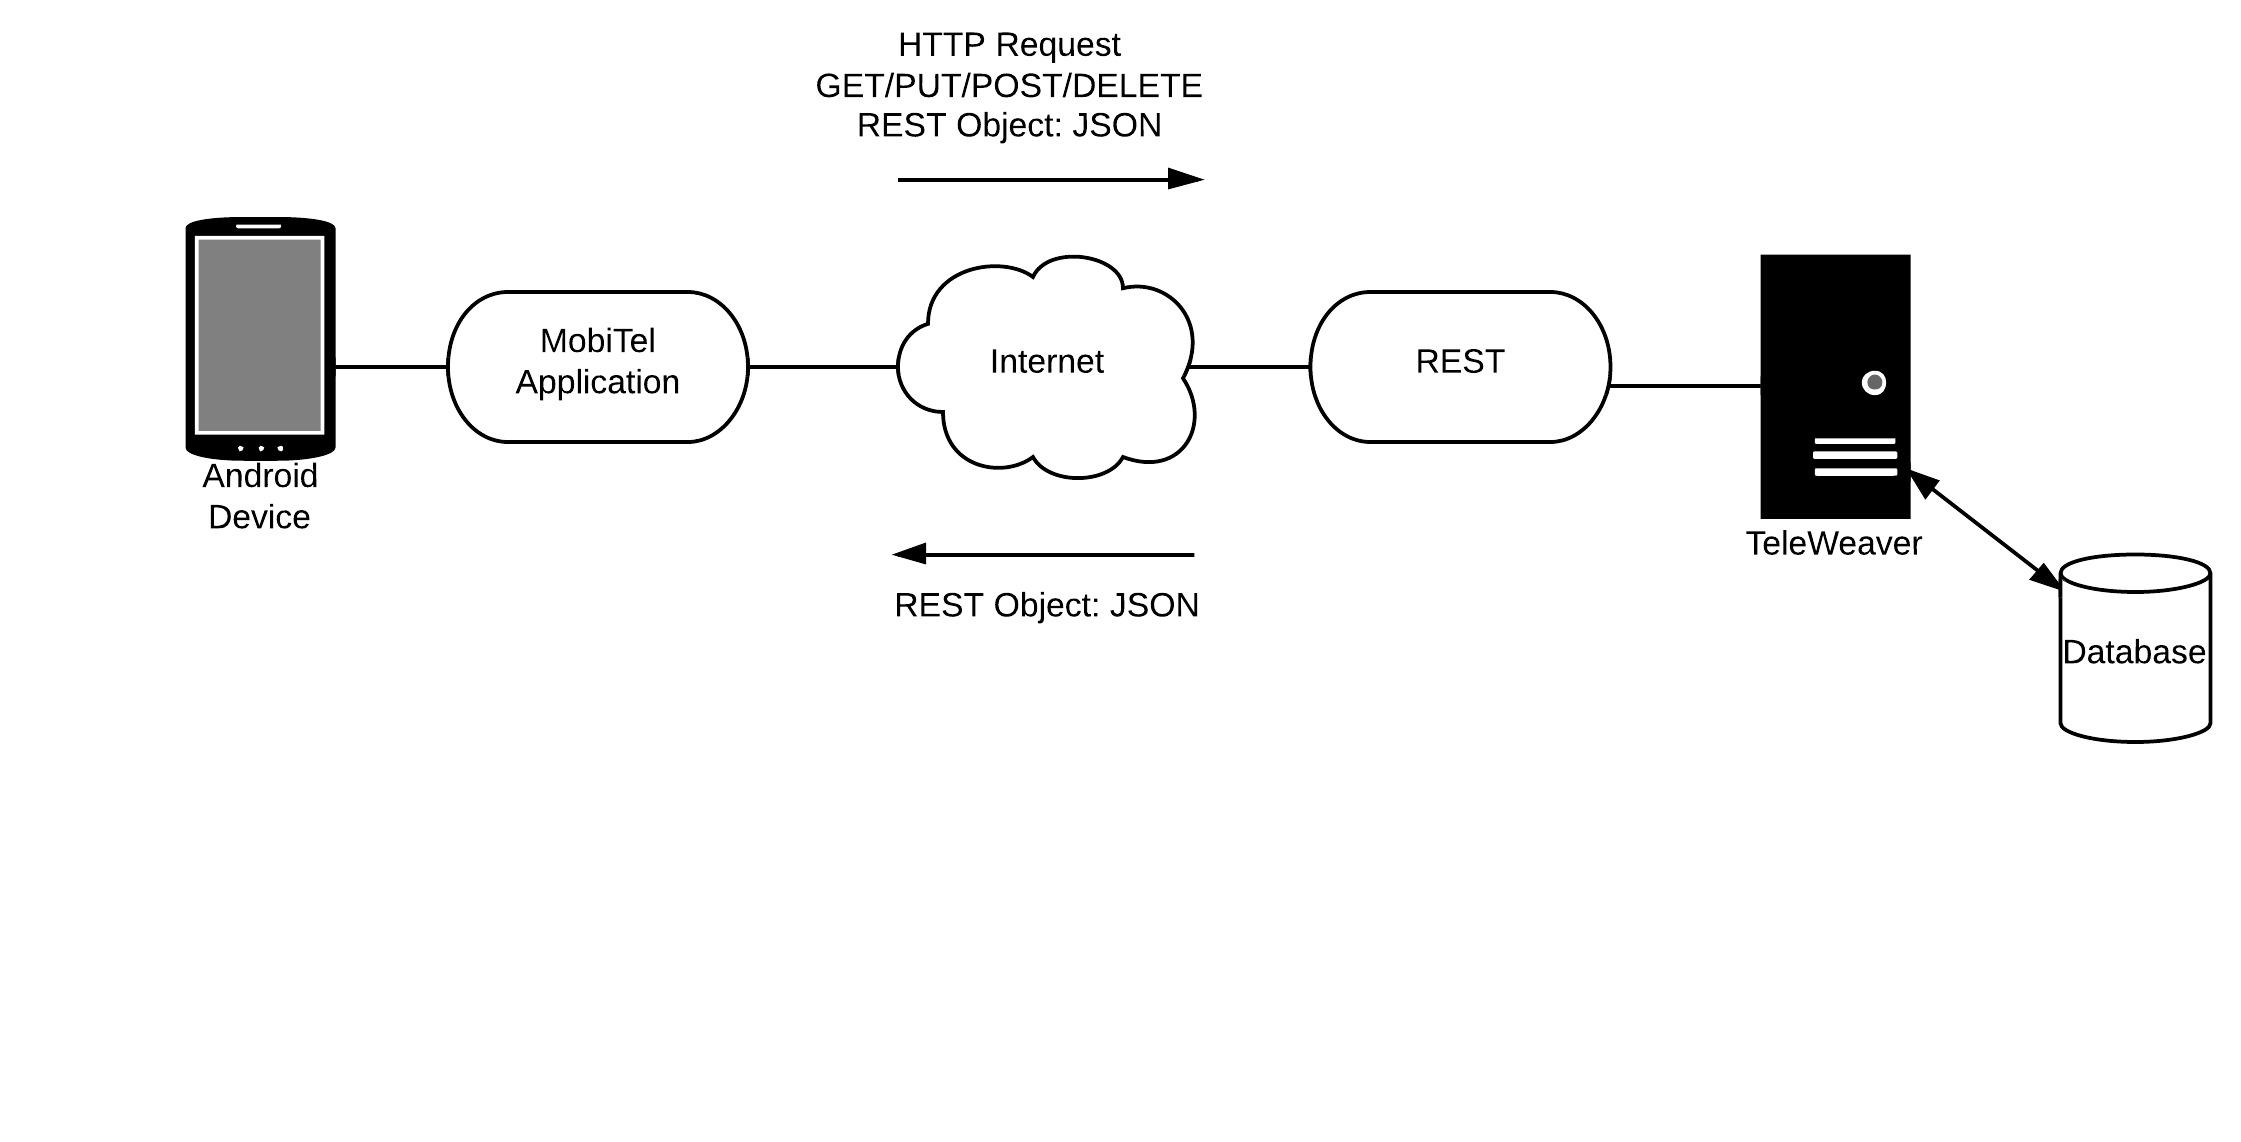 HTTP Request
GET/PUT/POST/DELETE
REST Object: JSON
MobiTel
Application
Internet
REST
Android
Device
TeleWeaver
REST Object: JSON
Database